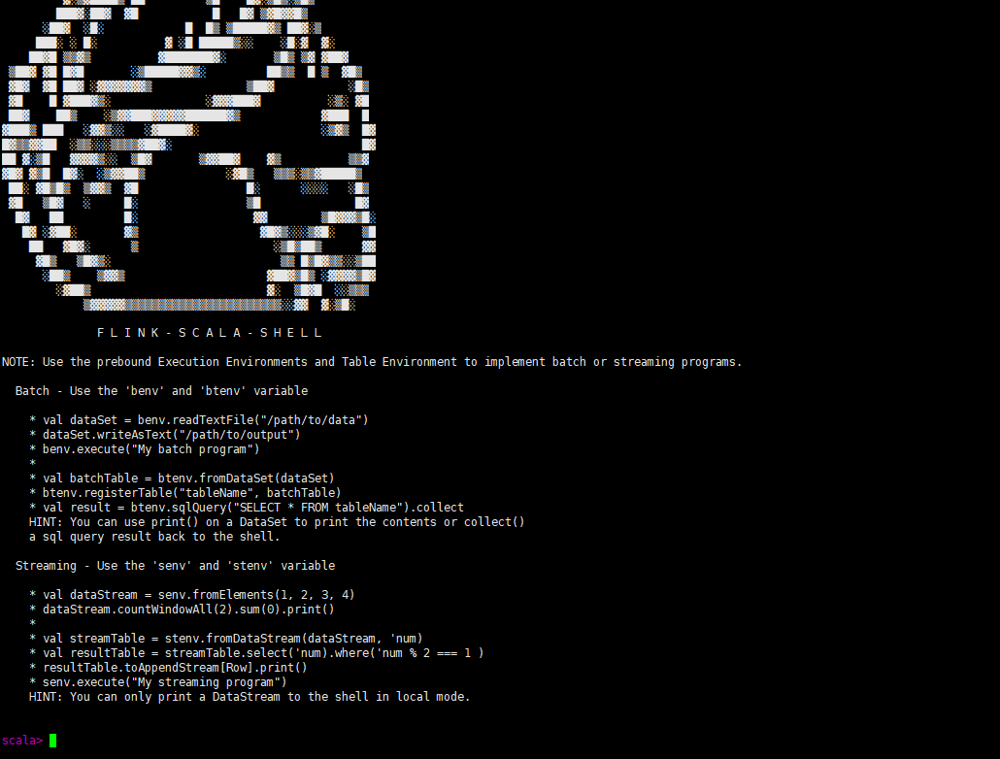 F L I N K - S C A L A - S H E L L
NOTE: Use the prebound Execution Environments and Table Environment to implement batch or streaming programs.
Batch - Use the 'benv' and 'btenv' variable
* val dataSet = benv.readTextFile("/path/to/data")
* dataSet.writeAsText("/path/to/output")
* benv.execute("My batch program")
*
* val batchTable = btenv.fromDataSet(dataSet)
* btenv.registerTable("tableName", batchTable)
* val result = btenv.sqlQuery("SELECT * FROM tableName").collect
HINT: You can use print() on a DataSet to print the contents or collect()
a sql query result back to the shell.
Streaming - Use the 'senv' and 'stenv' variable
* val dataStream = senv.fromElements(1, 2, 3, 4)
* dataStream.countWindowAll(2).sum(0).print()
*
* val streamTable = stenv.fromDataStream(dataStream, 'num)
* val resultTable = streamTable.select('num).where('num % 2 === 1 )
* resultTable.toAppendStream[Row].print()
* senv.execute("My streaming program")
HINT: You can only print a DataStream to the shell in local mode.
scala>